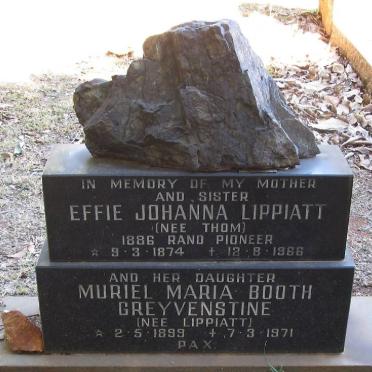 IN MEMORY OF MY MOTHER
AND SISTER
EFFIE JOHANNA LIPPIATT
(NEE THOM)
1886 RAND PIONEER
* 9-3-1874 + 13-8-1966
AND HER DAUGHTER
MURIEL MARIA BOOTH
GREYVENSTINE
(NEE LIPPIATT)
* 2-5-1899 + 7-3-1971
PAX